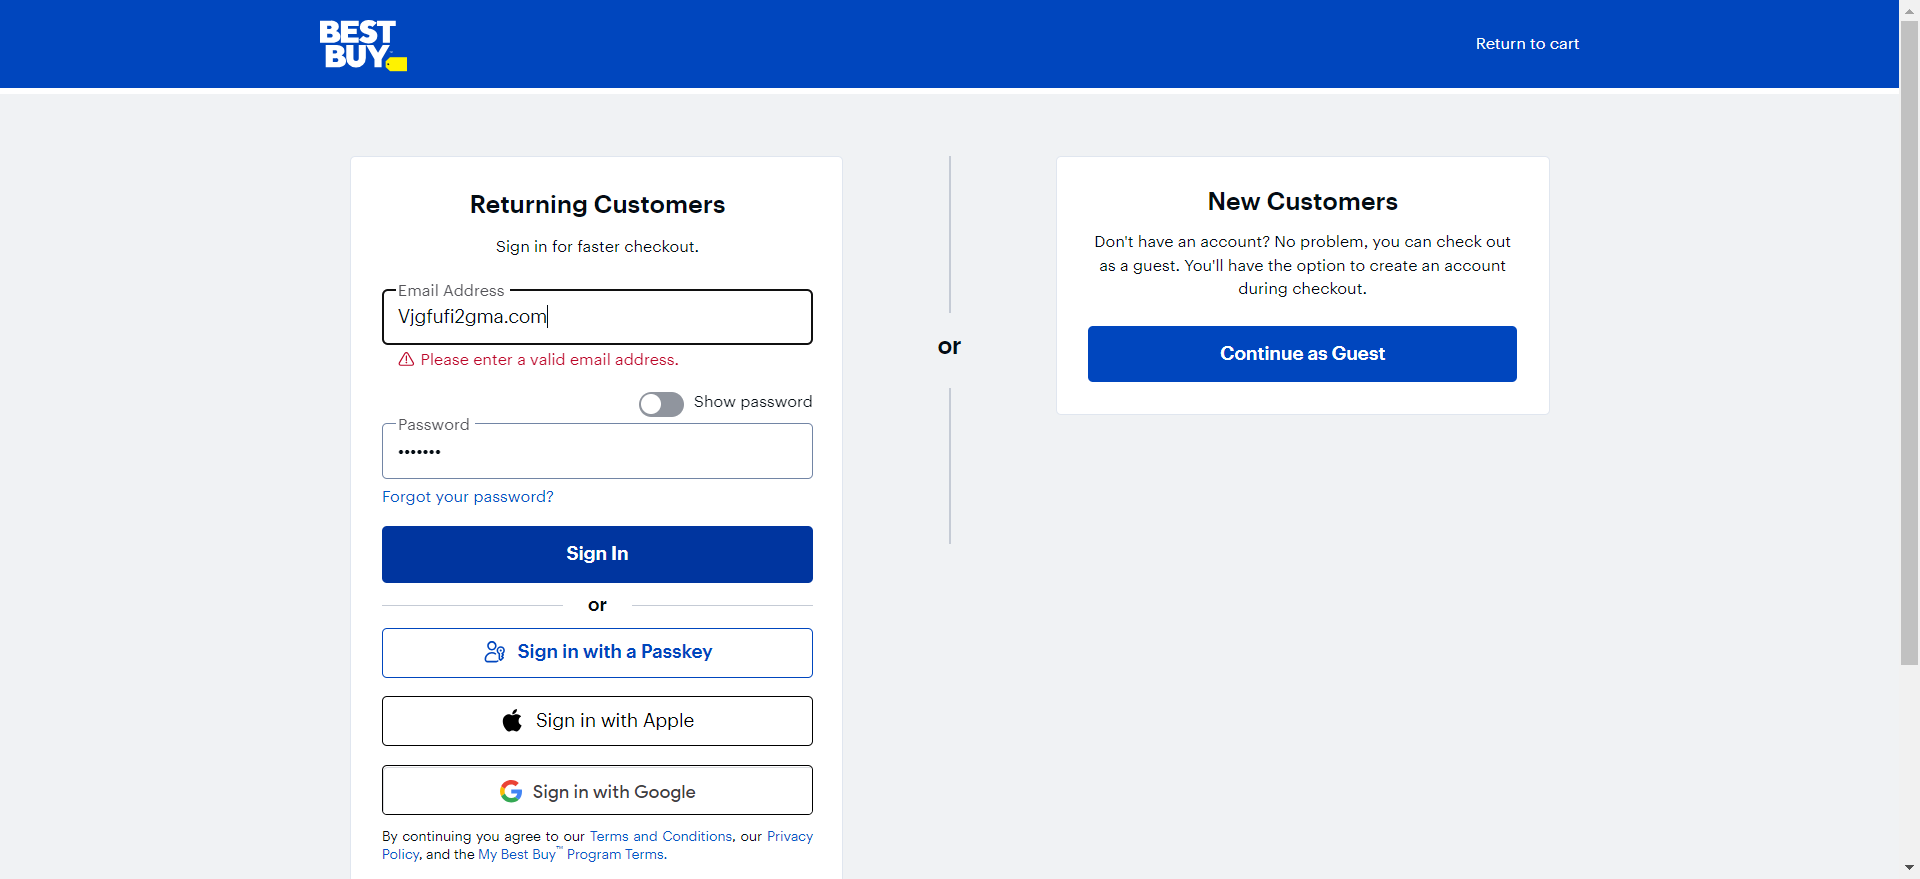 BEST
BUY
Return to cart
Returning Customers
Sign in for faster checkout.
Email Address
Vjgfufi2gma.com
Please enter a valid email address.
Show password
Password
•••••••
Forgot your password?
Sign In
or
Sign in with a Passkey
Sign in with Apple
Sign in with Google
By continuing you agree to our Terms and Conditions, our Privacy
Policy, and the My Best Buy™ Program Terms.
or
New Customers
Don't have an account? No problem, you can check out
as a guest. You'll have the option to create an account
during checkout.
Continue as Guest